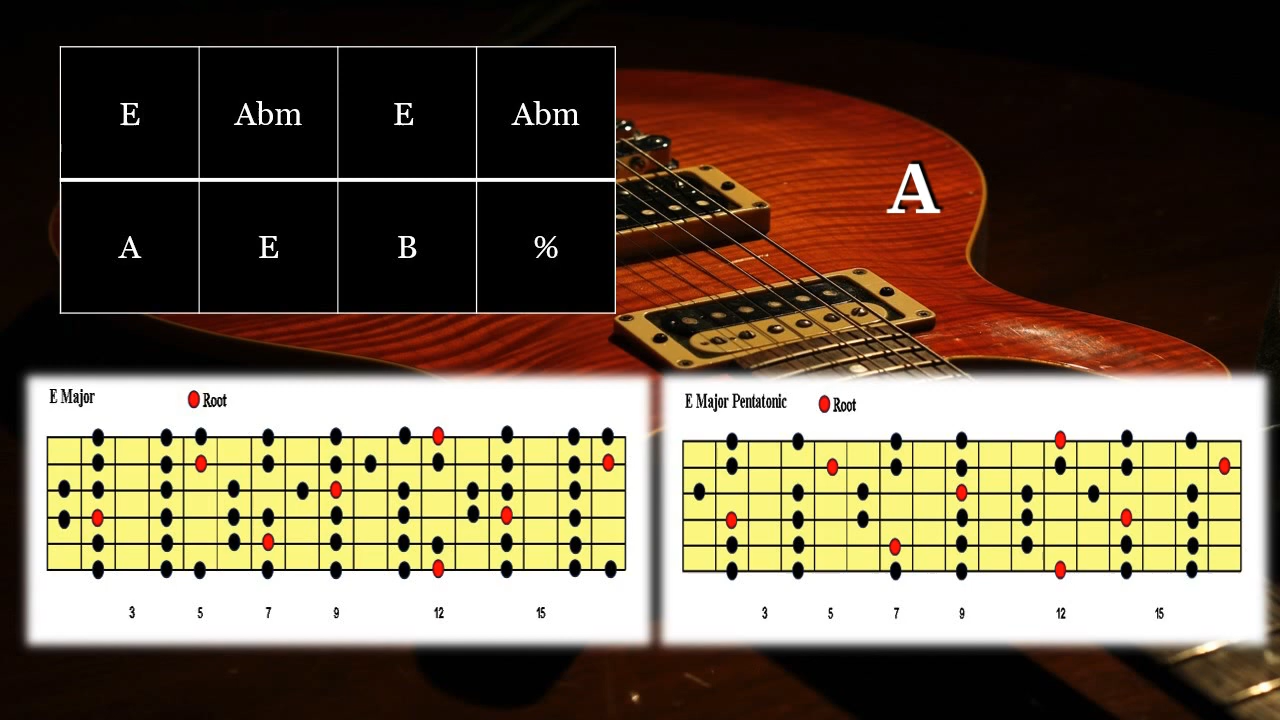 E Abm E Abm
A E B %
A
E Major Root
3 5 7 9 12 15
E Major Pentatonic Root
3 5 7 9 12 15